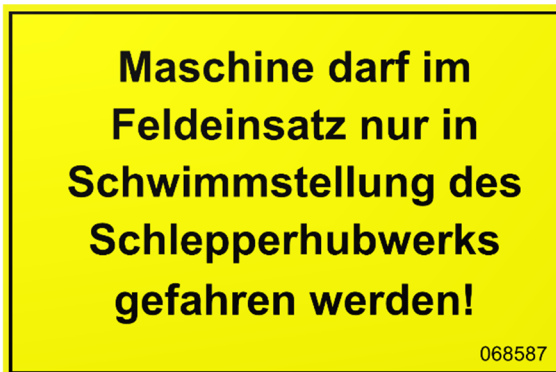 Maschine darf im
Feldeinsatz nur in
Schwimmstellung des
Schlepperhubwerks
gefahren werden!
068587